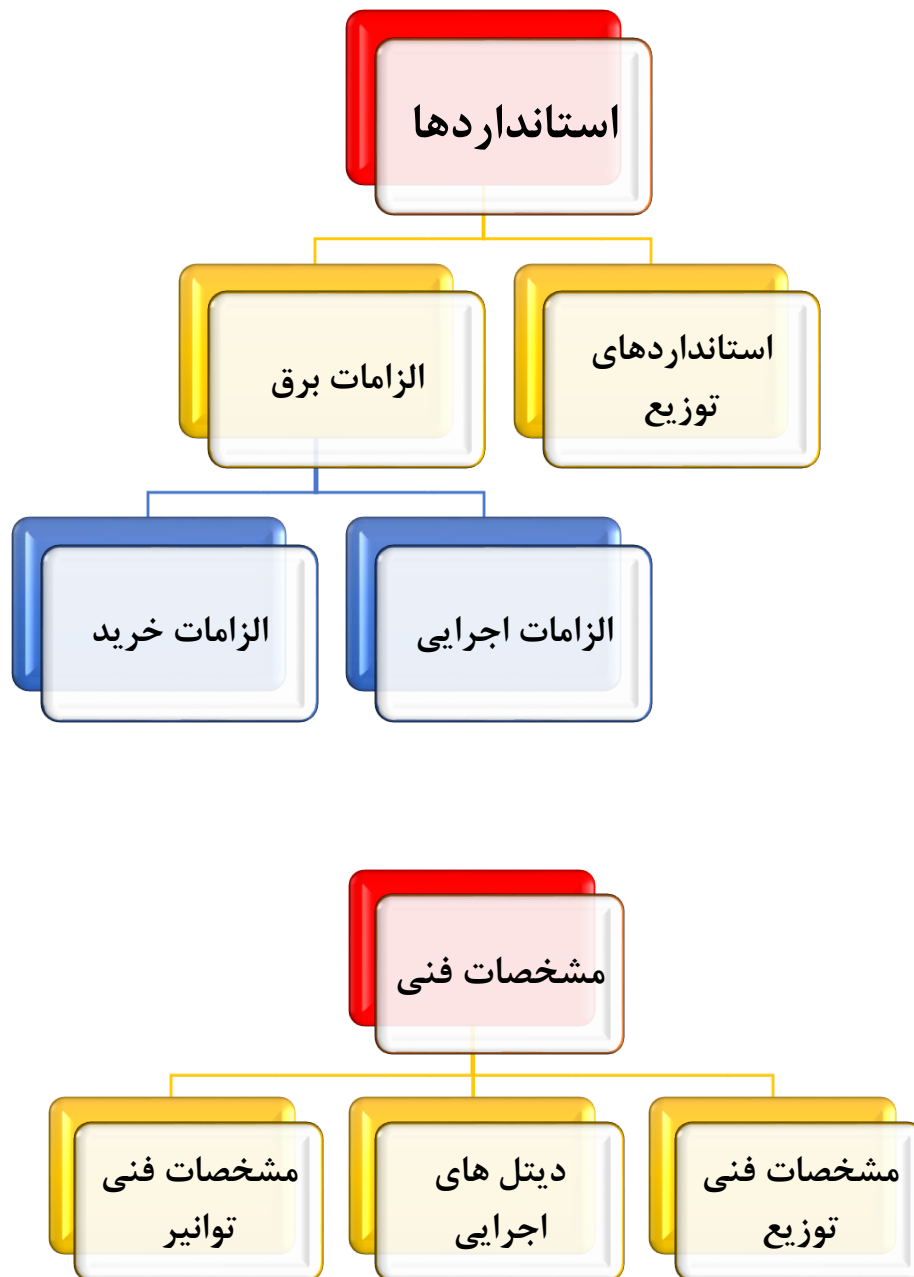 استانداردها
استانداردهای
توزیع
الزامات برق
الزامات اجرایی
الزامات خرید
مشخصات فنی
مشخصات فنی
توزیع
دیتل های
اجرایی
مشخصات فنی
توانیر